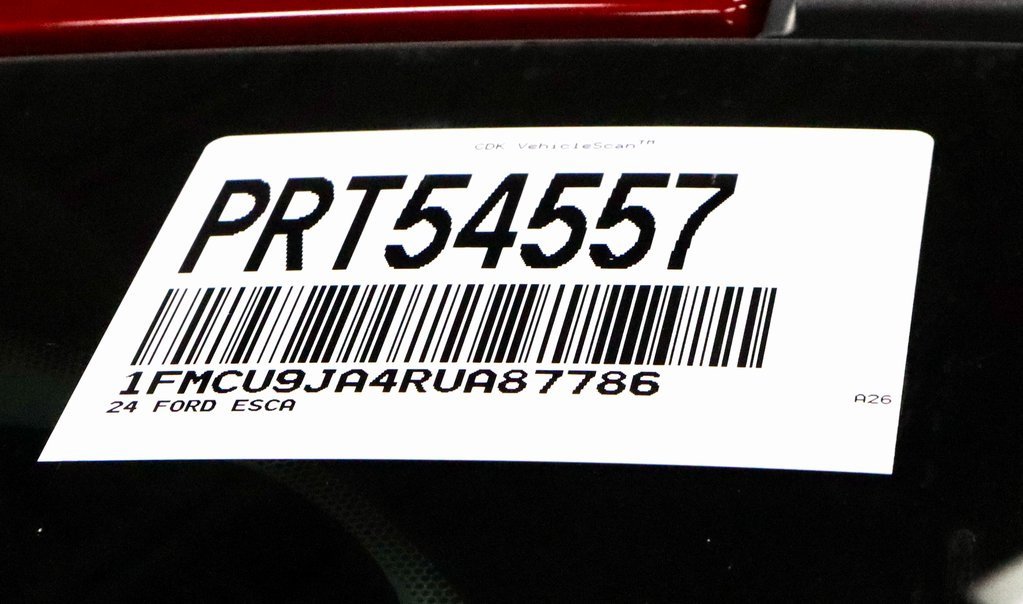 CDK VehicleScan™
PRT54557
1FMCU9JA4RUA87786
24 FORD ESCA
A26